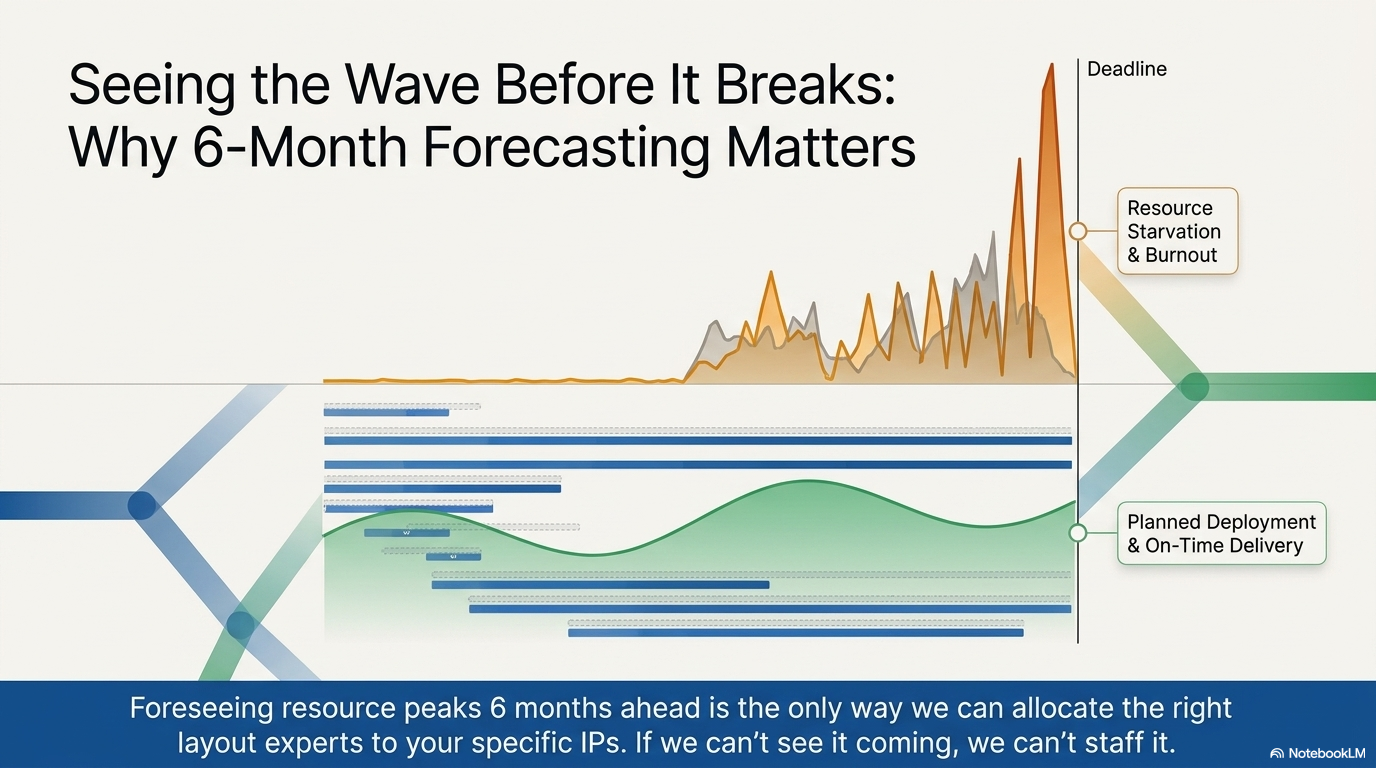 Seeing the Wave Before It Breaks:
Why 6-Month Forecasting Matters
Deadline
Resource
Starvation
& Burnout
Planned Deployment
& On-Time Delivery
Foreseeing resource peaks 6 months ahead is the only way we can allocate the right
layout experts to your specific IPs. If we can’t see it coming, we can’t staff it.
NotebookLM